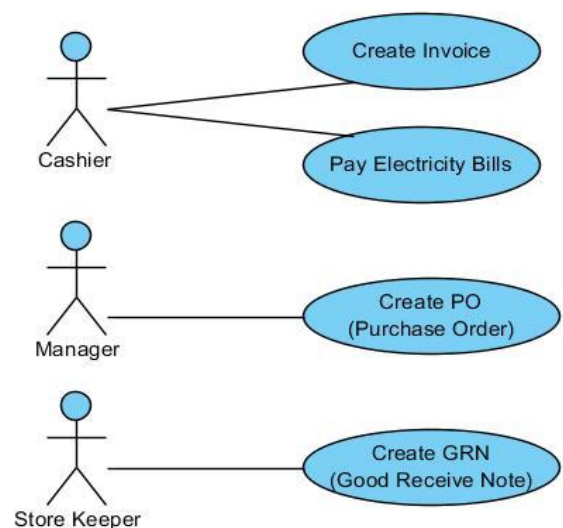 Create Invoice
Cashier
Pay Electricity Bills
Create PO
(Purchase Order)
Manager
Create GRN
(Good Receive Note)
Store Keeper